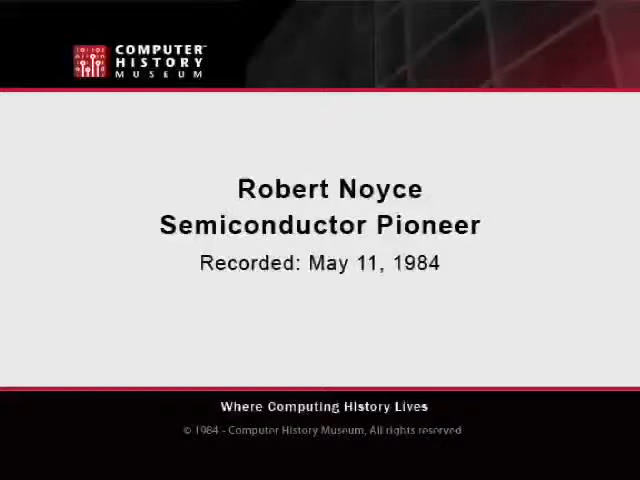 COMPUTER™
HISTORY
MUSEUM
Robert Noyce
Semiconductor Pioneer
Recorded: May 11, 1984
Where Computing History Lives
© 1984 - Computer History Museum, All rights reserved